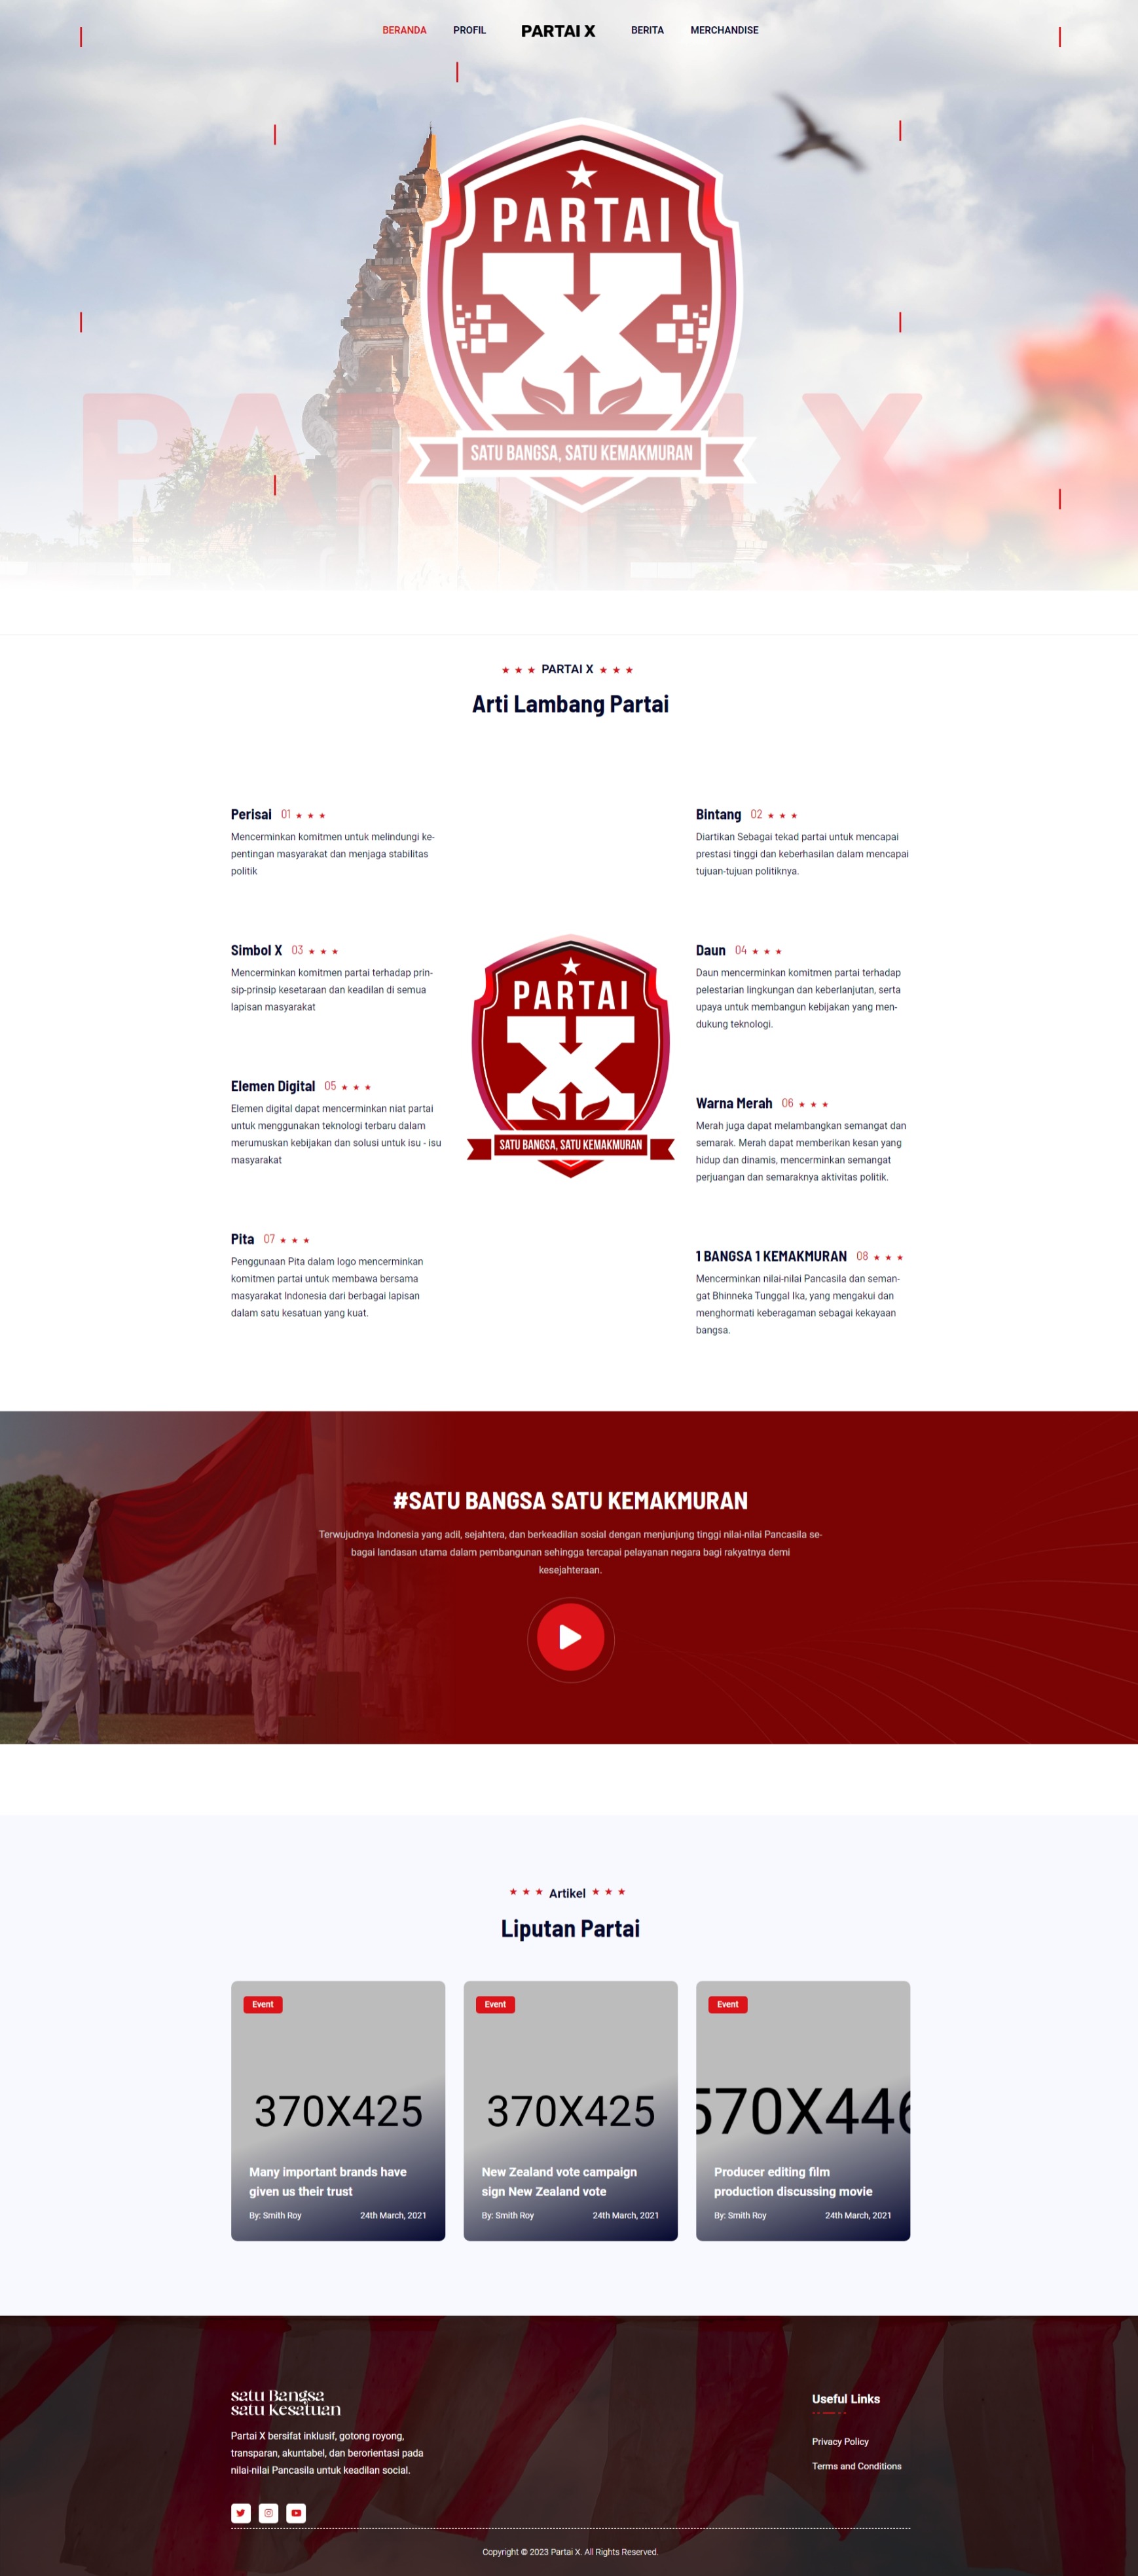 BERANDA PROFIL PARTAI X BERITA MERCHANDISE
PARTAI
X
SATU BANGSA, SATU KEMAKMURAN
PARTAI X
PARTAI X
Arti Lambang Partai
Perisai 01
Mencerminkan komitmen untuk melindungi ke-
pentingan masyarakat dan menjaga stabilitas
politik
Bintang 02
Diartikan Sebagai tekad partai untuk mencapai
prestasi tinggi dan keberhasilan dalam mencapai
tujuan-tujuan politiknya.
Simbol X 03
Mencerminkan komitmen partai terhadap prin-
sip-prinsip kesetaraan dan keadilan di semua
lapisan masyarakat
Daun 04
Daun mencerminkan komitmen partai terhadap
pelestarian lingkungan dan keberlanjutan, serta
upaya untuk membangun kebijakan yang men-
dukung teknologi.
PARTAI
X
SATU BANGSA, SATU KEMAKMURAN
Elemen Digital 05
Elemen digital dapat mencerminkan niat partai
untuk menggunakan teknologi terbaru dalam
merumuskan kebijakan dan solusi untuk isu - isu
masyarakat
Warna Merah 06
Merah juga dapat melambangkan semangat dan
semarak. Merah dapat memberikan kesan yang
hidup dan dinamis, mencerminkan semangat
perjuangan dan semaraknya aktivitas politik.
Pita 07
Penggunaan Pita dalam logo mencerminkan
komitmen partai untuk membawa bersama
masyarakat Indonesia dari berbagai lapisan
dalam satu kesatuan yang kuat.
1 BANGSA 1 KEMAKMURAN 08
Mencerminkan nilai-nilai Pancasila dan seman-
gat Bhinneka Tunggal Ika, yang mengakui dan
menghormati keberagaman sebagai kekayaan
bangsa.
#SATU BANGSA SATU KEMAKMURAN
Terwujudnya Indonesia yang adil, sejahtera, dan berkeadilan sosial dengan menjunjung tinggi nilai-nilai Pancasila se-
bagai landasan utama dalam pembangunan sehingga tercapai pelayanan negara bagi rakyatnya demi
kesejahteraan.
Artikel
Liputan Partai
Event
370X425
Many important brands have
given us their trust
By: Smith Roy 24th March, 2021
Event
370X425
New Zealand vote campaign
sign New Zealand vote
By: Smith Roy 24th March, 2021
Event
570X446
Producer editing film
production discussing movie
By: Smith Roy 24th March, 2021
satu Bangsa
satu Kesatuan
Partai X bersifat inklusif, gotong royong,
transparan, akuntabel, dan berorientasi pada
nilai-nilai Pancasila untuk keadilan social.
Useful Links
Privacy Policy
Terms and Conditions
Copyright © 2023 Partai X. All Rights Reserved.